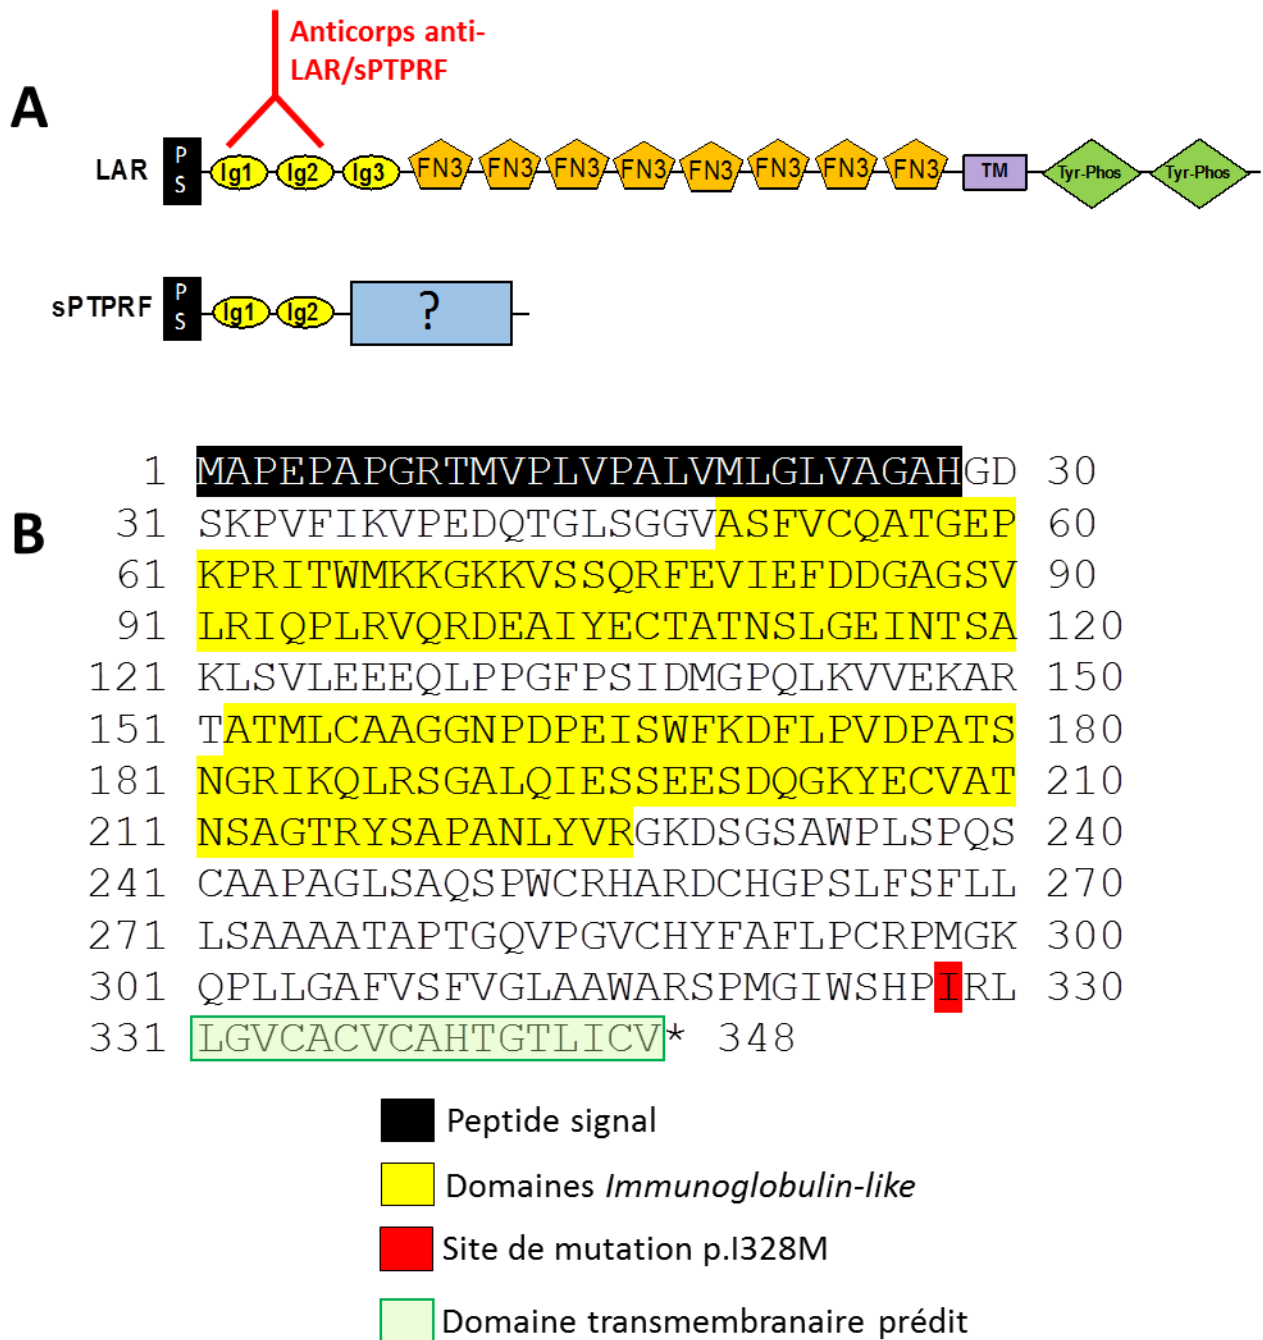 Anticorps anti-
LAR/sPTPRF
A
LAR PS Ig1 Ig2 Ig3 FN3 FN3 FN3 FN3 FN3 FN3 FN3 FN3 TM Tyr-Phos Tyr-Phos
sPTPRF PS Ig1 Ig2 ?
B
1 MAPEPAPGRTMVPLVPALVMLGLVAGAHGD 30
31 SKPVFIKVPEDQTGLSGGVASFVCQATGEP 60
61 KPRITWMKKGKKVSSQRFEVIEFDDGAGSV 90
91 LRIQPLRVQRDEAIYECTATNSLGEINTSA 120
121 KLSVLEEEQLPPGFPSIDMGPQLKVVEKAR 150
151 TATMLCAAGGNPDPEISWFKDFLPVDPATS 180
181 NGRIKQLRSGALQIESSEESDQGKYECVAT 210
211 NSAGTRYSAPANLYVRGKDSGSAWPLSPQS 240
241 CAAPAGLSAQSPWCRHARDCHGPSLFSFLL 270
271 LSAAAATAPTGQVPGVCHYFAFLPCRPMGK 300
301 QPLLGAFVSFVGLAAWARSPMGIWSHPIRL 330
331 LGVCACVCAHTGTLICV* 348
Peptide signal
Domaines Immunoglobulin-like
Site de mutation p.I328M
Domaine transmembranaire prédit